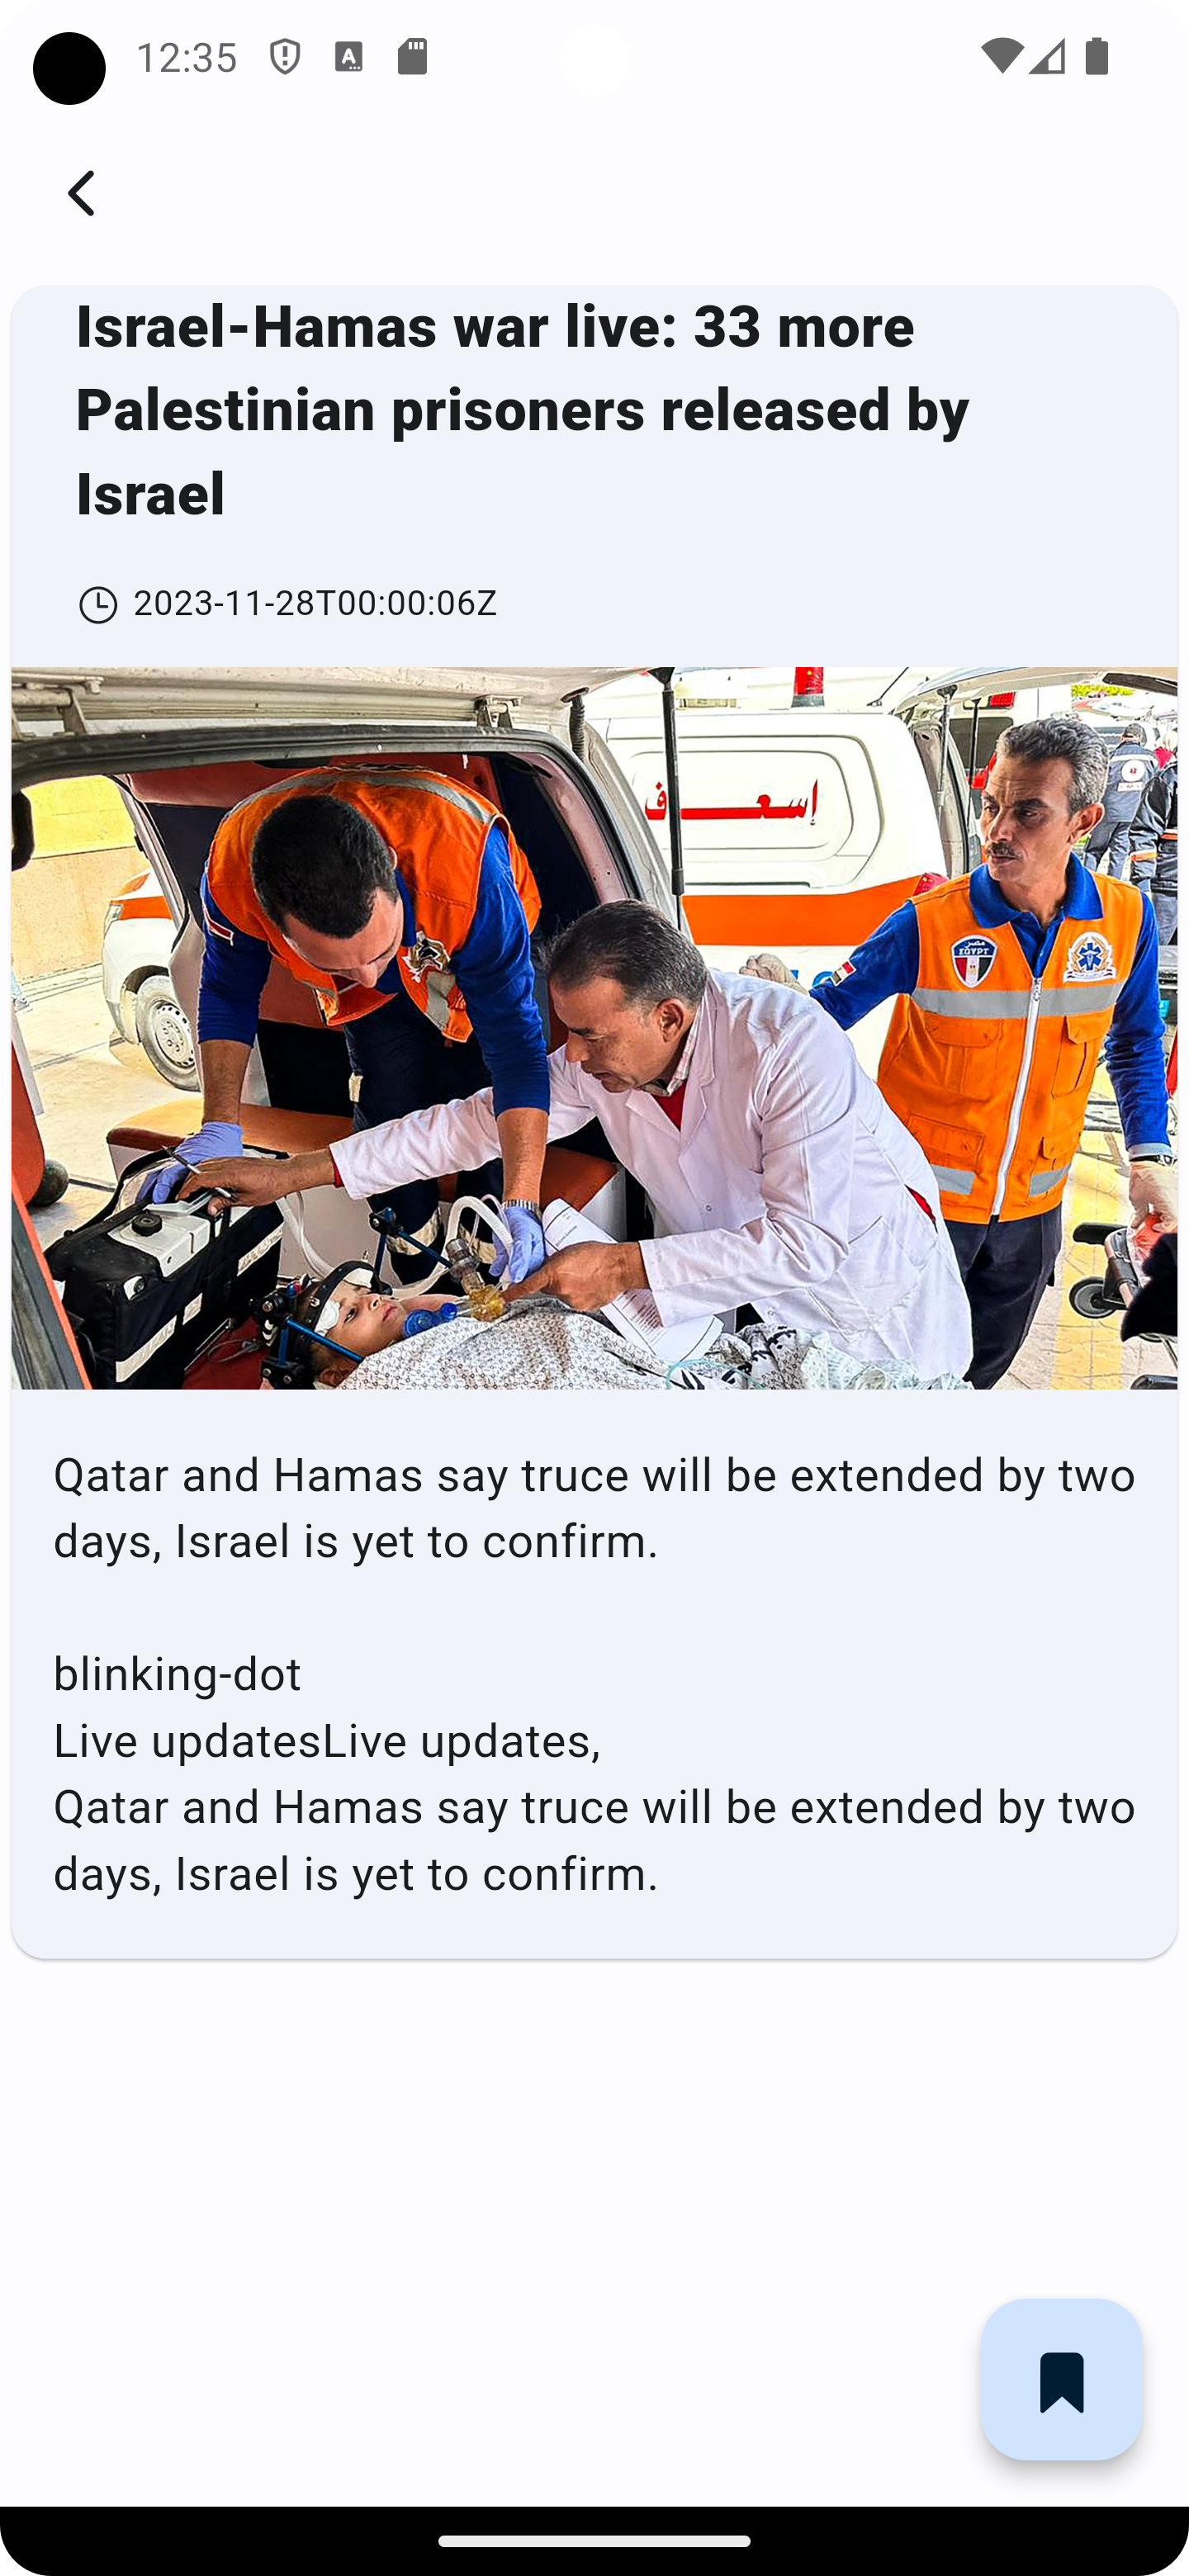 12:35
Israel-Hamas war live: 33 more
Palestinian prisoners released by
Israel
2023-11-28T00:00:06Z
إسعــــــاف
مصر
EGYPT
Qatar and Hamas say truce will be extended by two
days, Israel is yet to confirm.
blinking-dot
Live updatesLive updates,
Qatar and Hamas say truce will be extended by two
days, Israel is yet to confirm.